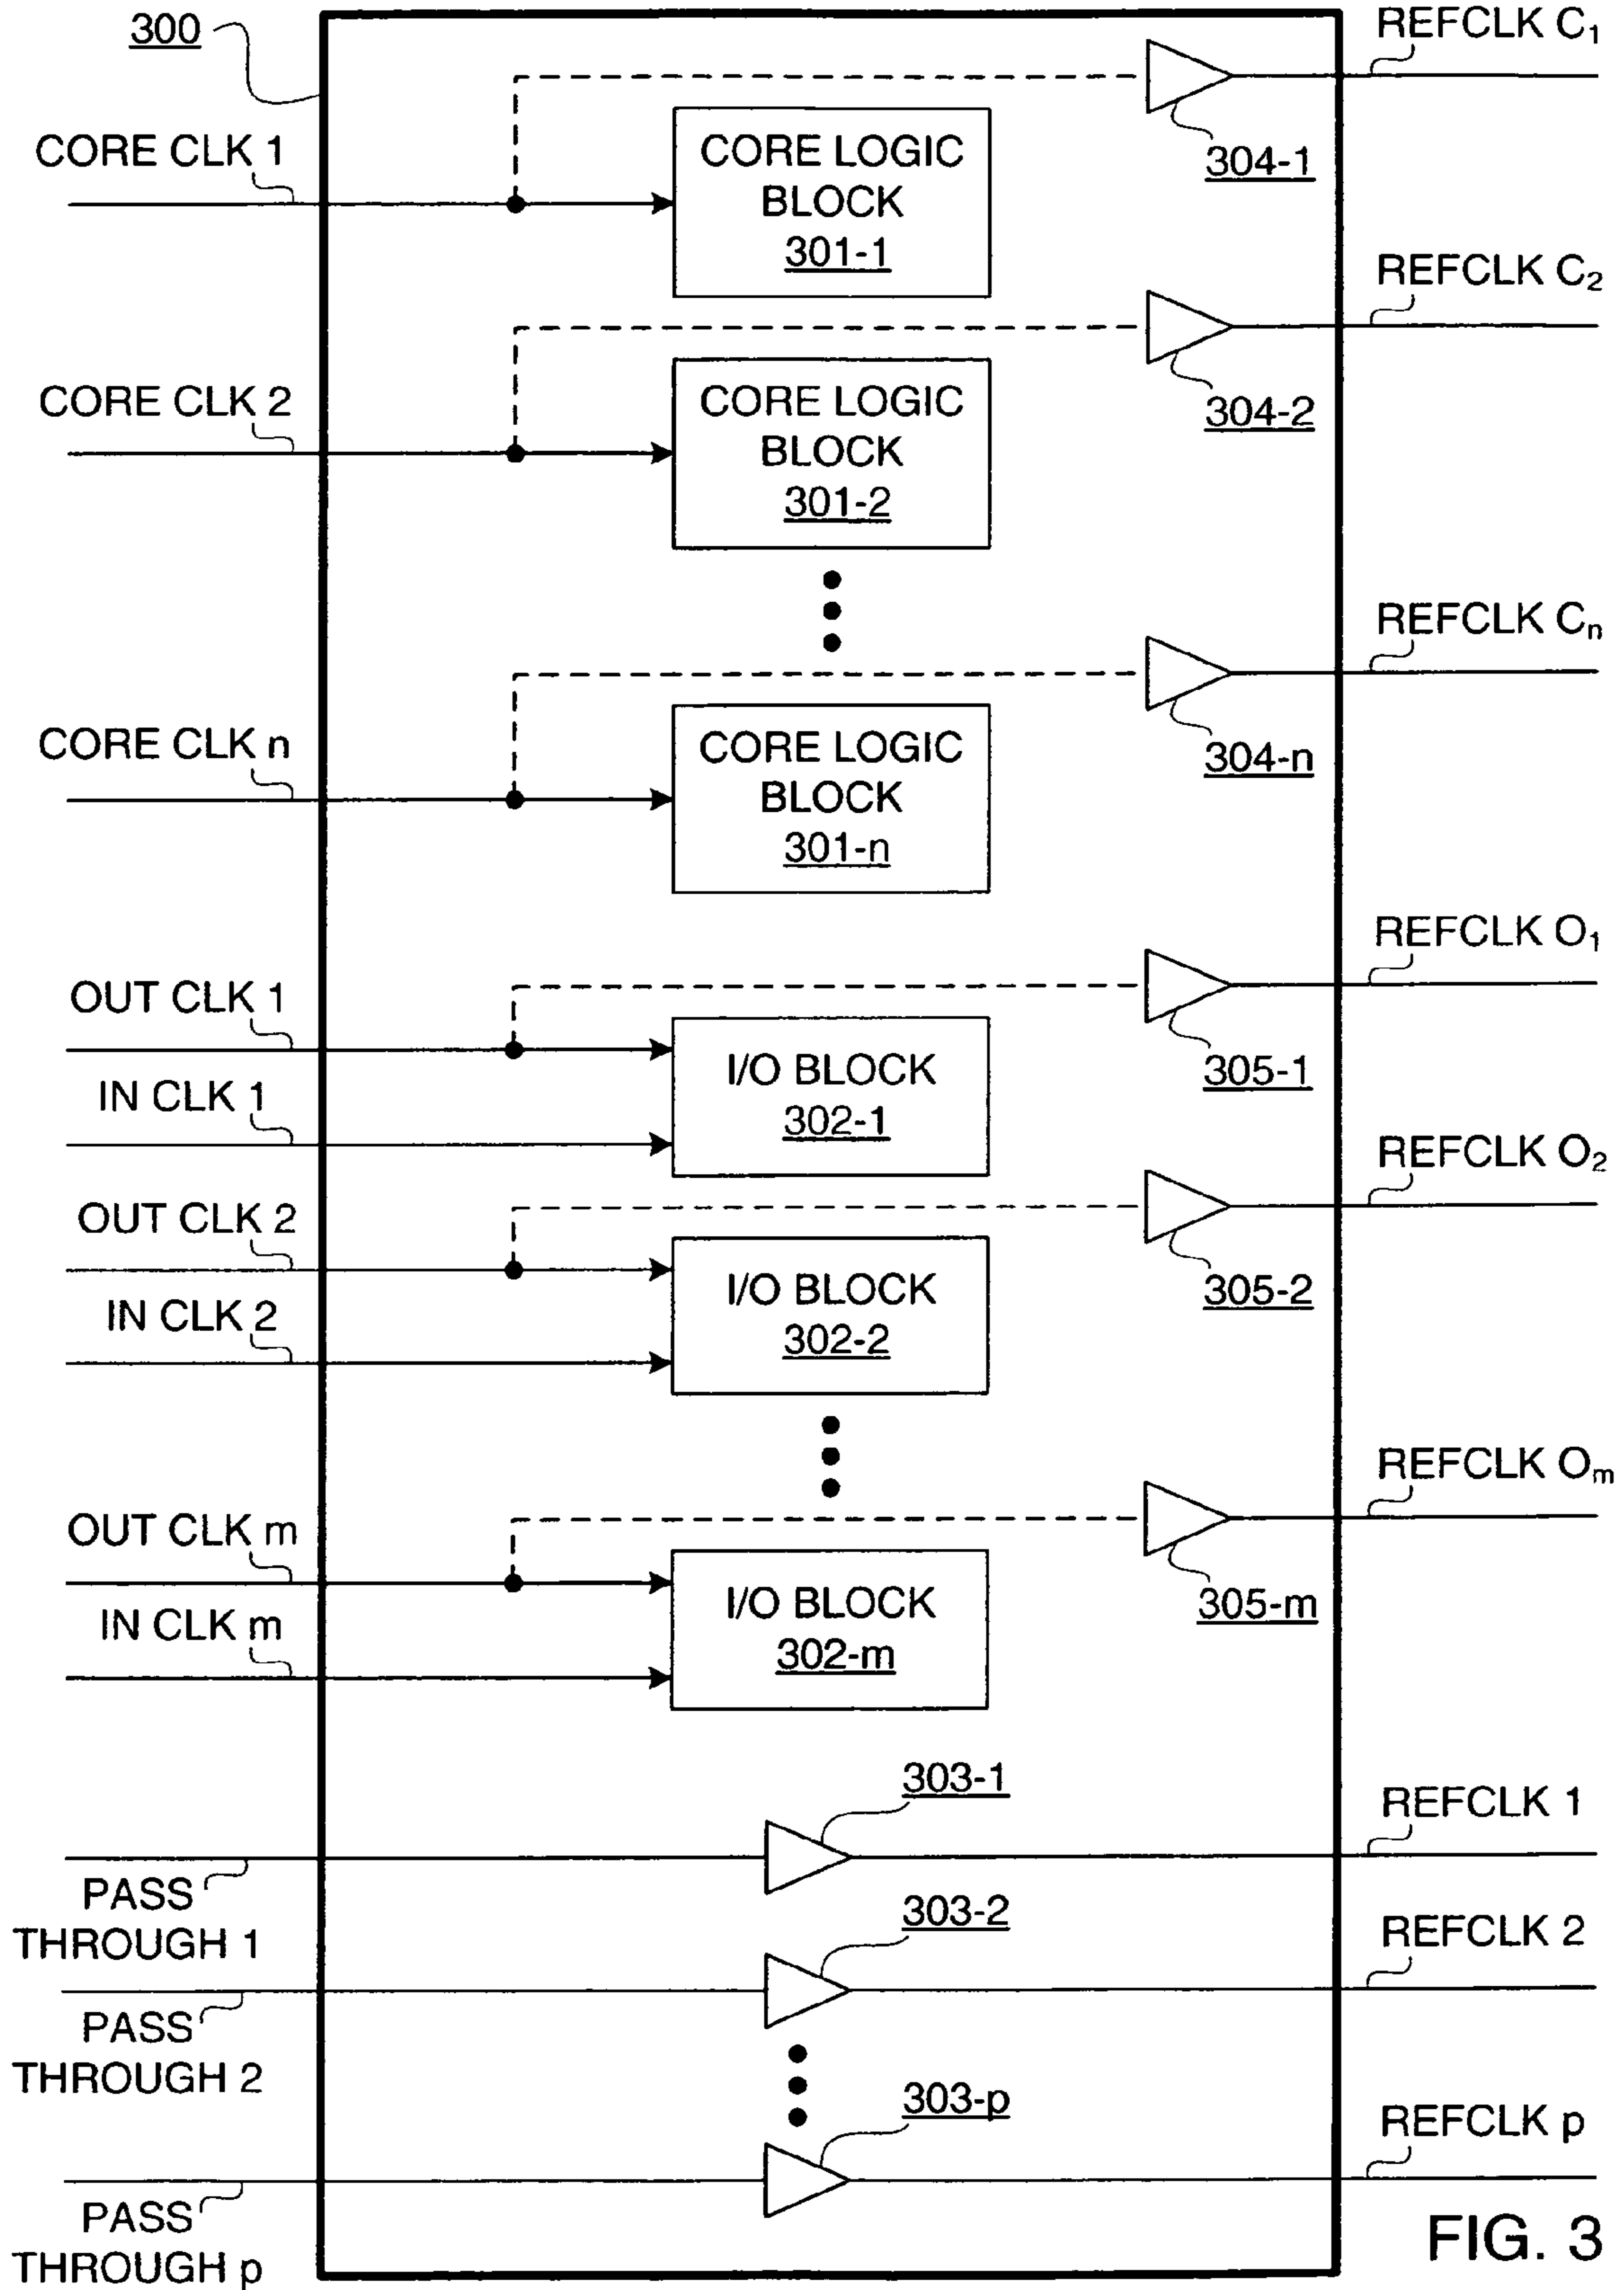 300
REFCLK C1
CORE CLK 1
CORE LOGIC
BLOCK
301-1
304-1
REFCLK C2
CORE CLK 2
CORE LOGIC
BLOCK
301-2
304-2
REFCLK Cn
CORE CLK n
CORE LOGIC
BLOCK
301-n
304-n
REFCLK O1
OUT CLK 1
IN CLK 1
I/O BLOCK
302-1
305-1
REFCLK O2
OUT CLK 2
IN CLK 2
I/O BLOCK
302-2
305-2
REFCLK Om
OUT CLK m
IN CLK m
I/O BLOCK
302-m
305-m
303-1
REFCLK 1
PASS
THROUGH 1
303-2
REFCLK 2
PASS
THROUGH 2
303-p
REFCLK p
PASS
THROUGH p
FIG. 3